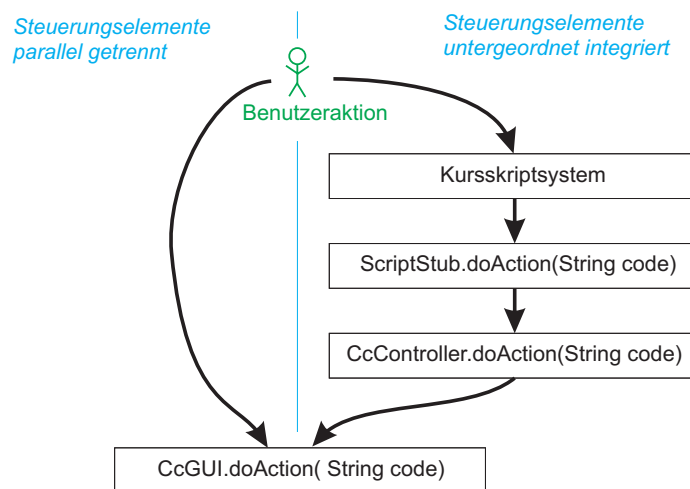 Steuerungselemente
parallel getrennt
Steuerungselemente
untergeordnet integriert
Benutzeraktion
Kursskriptsystem
ScriptStub.doAction(String code)
CcController.doAction(String code)
CcGUI.doAction( String code)